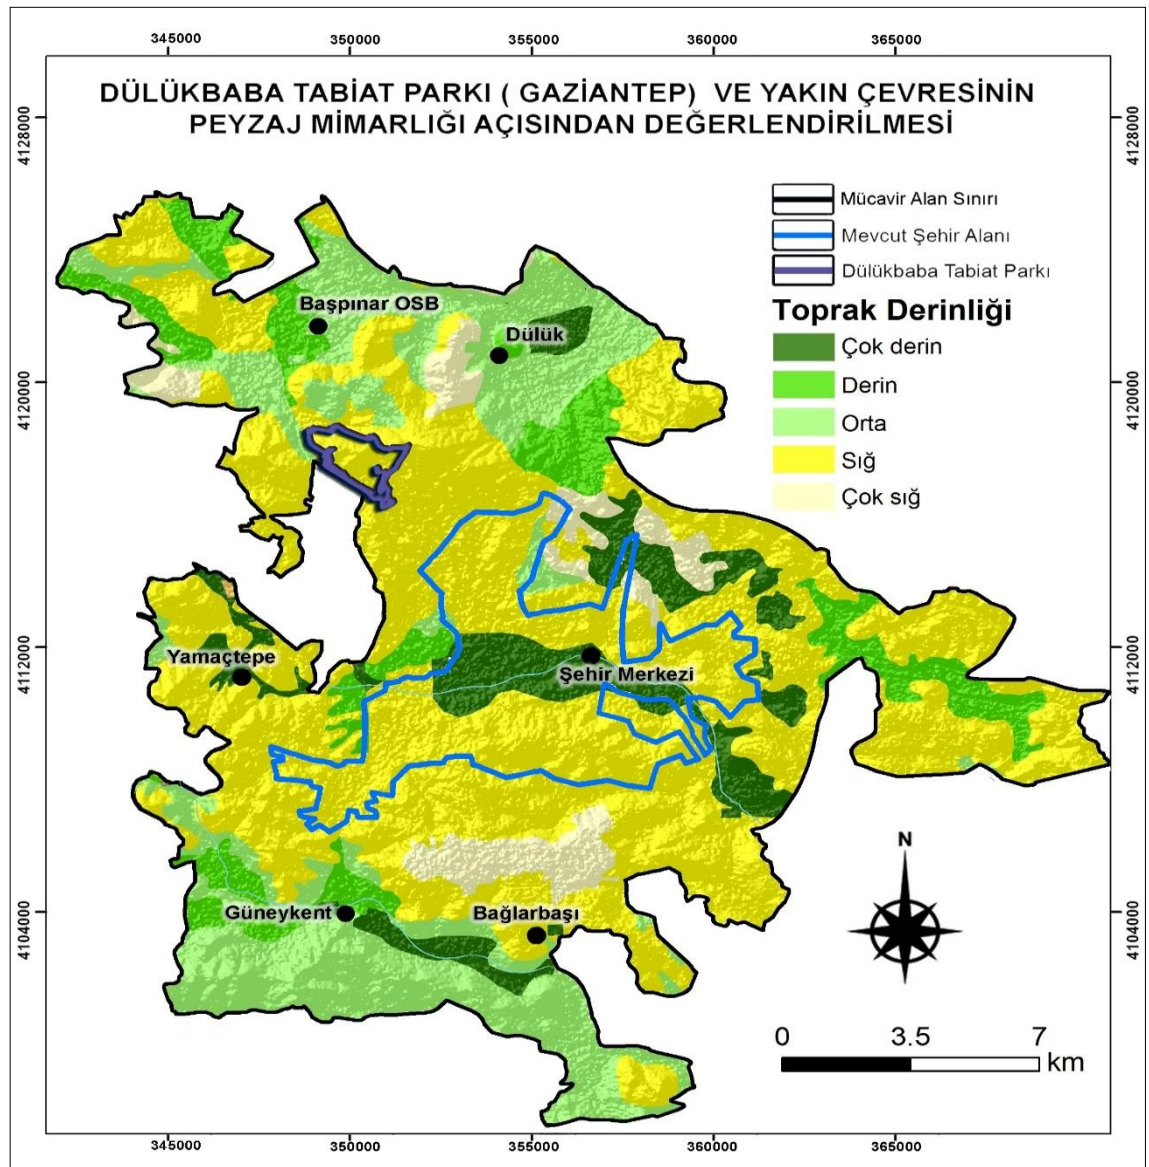 345000 350000 355000 360000 365000
DÜLÜKBABA TABİAT PARKI ( GAZİANTEP) VE YAKIN ÇEVRESİNİN
PEYZAJ MİMARLIĞI AÇISINDAN DEĞERLENDİRİLMESİ
4128000 4128000
Mücavir Alan Sınırı
Mevcut Şehir Alanı
Dülükbaba Tabiat Parkı
Toprak Derinliği
Çok derin
Derin
Orta
Sığ
Çok sığ
Başpınar OSB
Dülük
4120000 4120000
4112000 4112000
Yamaçtepe
Şehir Merkezi
Güneykent
Bağlarbaşı
4104000 4104000
N
0 3.5 7
km
345000 350000 355000 360000 365000